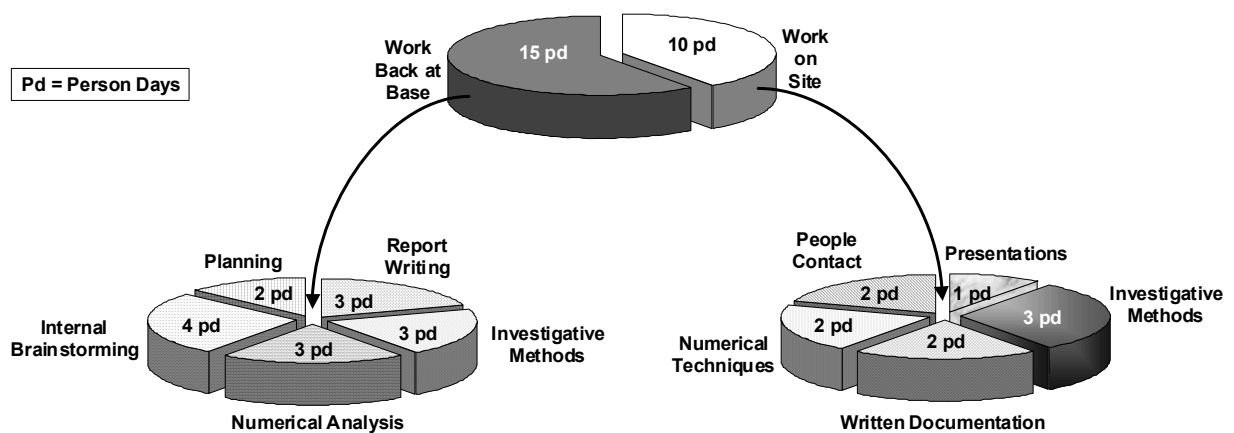 15 pd
10 pd
Work
Back at
Base
Work
on
Site
Pd = Person Days
Planning
Report
Writing
2 pd
3 pd
4 pd
3 pd
3 pd
Internal
Brainstorming
Investigative
Methods
Numerical Analysis
People
Contact
Presentations
2 pd
1 pd
2 pd
3 pd
2 pd
Investigative
Methods
Numerical
Techniques
Written Documentation